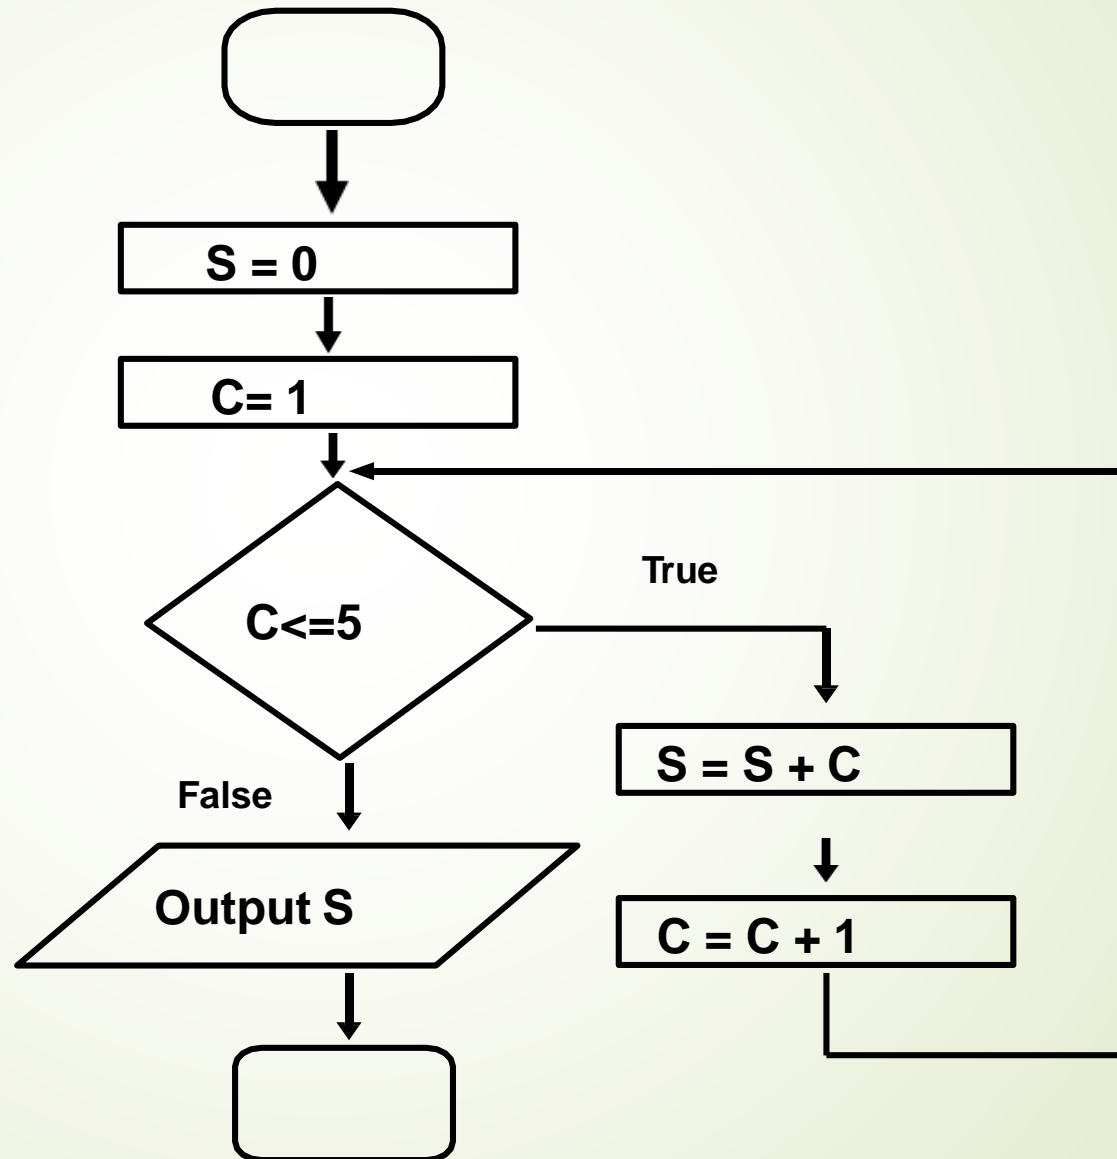 S = 0
C= 1
C<=5
True
False
S = S + C
Output S
C = C + 1